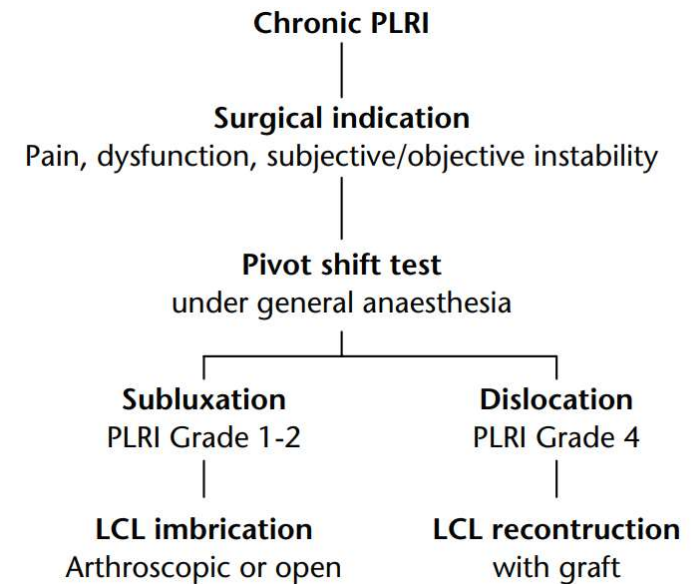 Chronic PLRI
Surgical indication
Pain, dysfunction, subjective/objective instability
Pivot shift test
under general anaesthesia
Subluxation
PLRI Grade 1-2
Dislocation
PLRI Grade 4
LCL imbrication
Arthroscopic or open
LCL recontruction
with graft